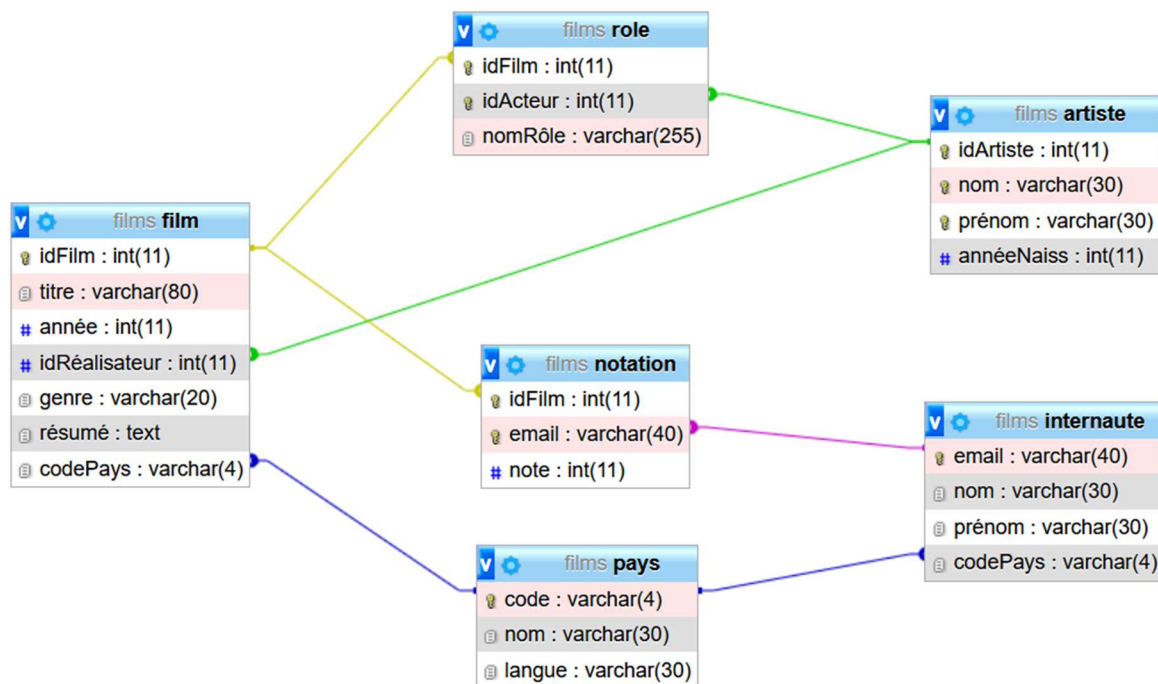 v films role
idFilm : int(11)
idActeur : int(11)
nomRôle : varchar(255)
v films artiste
idArtiste : int(11)
nom : varchar(30)
prénom : varchar(30)
# annéeNaiss : int(11)
v films film
idFilm : int(11)
titre : varchar(80)
# année : int(11)
# idRéalisateur : int(11)
genre : varchar(20)
résumé : text
codePays : varchar(4)
v films notation
idFilm : int(11)
email : varchar(40)
# note : int(11)
v films internaute
email : varchar(40)
nom : varchar(30)
prénom : varchar(30)
codePays : varchar(4)
v films pays
code : varchar(4)
nom : varchar(30)
langue : varchar(30)